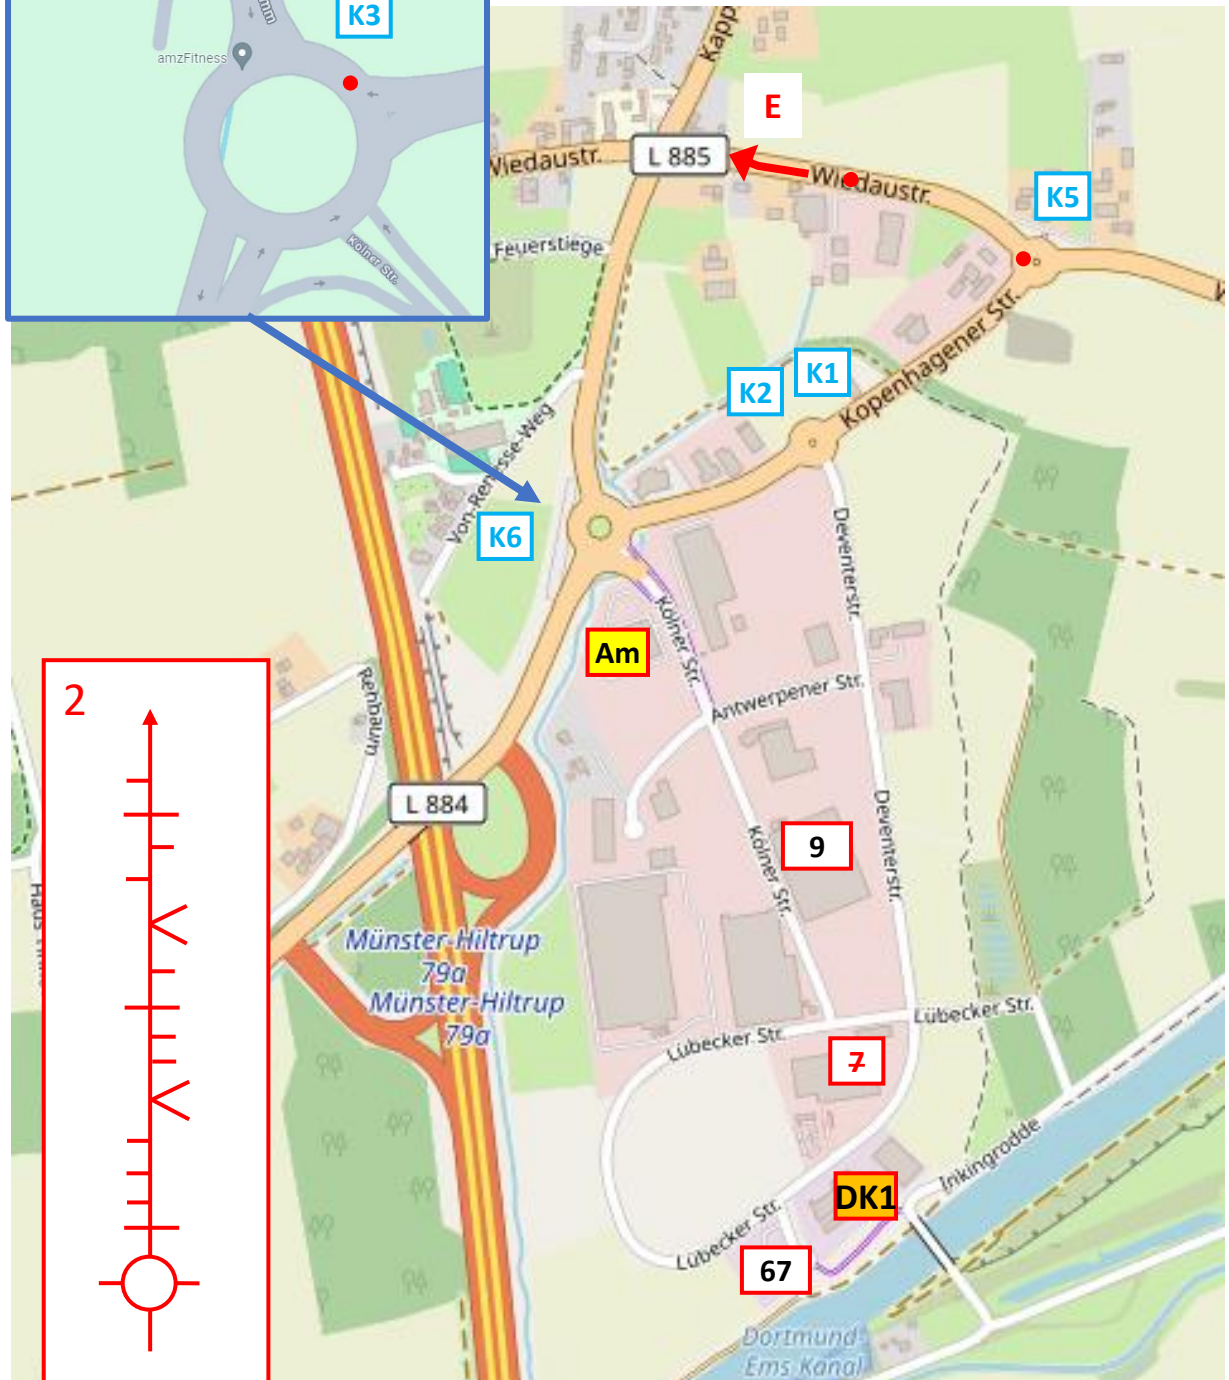 K3
mm
amzFitness
Kölner Str.
Kapp
E
Wiedaustr.
L 885
Wiedaustr.
K5
Feuerstiege
Kopenhagener Str.
K1
K2
Von-Renesse-Weg
K6
Deventerstr.
Kölner Str.
Am
Antwerpener Str.
Rehbaum
2
L 884
Deventerstr.
9
Kölner Str.
Münster-Hiltrup
79a
Münster-Hiltrup
79a
Lübecker Str.
Lübecker Str.
7
Inkingrodde
DK1
Lübecker Str.
67
Dortmund-
Ems Kanal